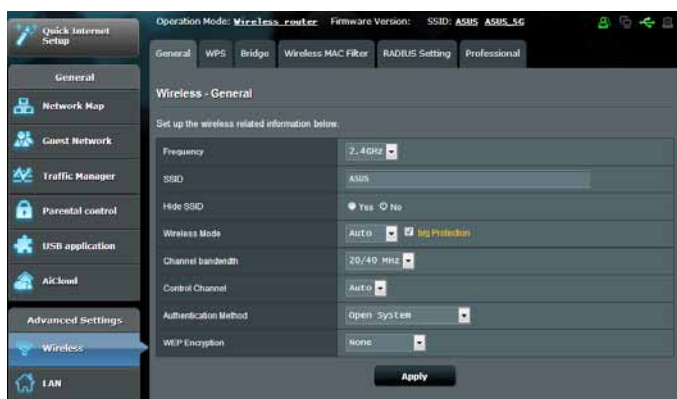 Quick Internet
Setup
Operation Mode: Wireless router Firmware Version: SSID: ASUS ASUS_5G
General WPS Bridge Wireless MAC Filter RADIUS Setting Professional
General
Network Map
Guest Network
Traffic Manager
Parental control
USB application
AiCloud
Advanced Settings
Wireless
LAN
Wireless - General
Set up the wireless related information below.
Frequency 2.4GHz
SSID ASUS
Hide SSID Yes No
Wireless Mode Auto b/g Protection
Channel bandwidth 20/40 MHz
Control Channel Auto
Authentication Method Open System
WEP Encryption None
Apply